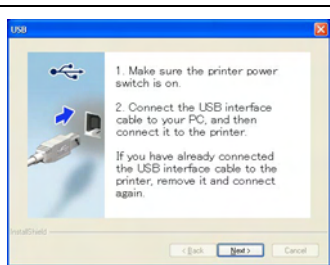 USB
1. Make sure the printer power
switch is on.
2. Connect the USB interface
cable to your PC, and then
connect it to the printer.
If you have already connected
the USB interface cable to the
printer, remove it and connect
again.
InstallShield
< Back
Next >
Cancel